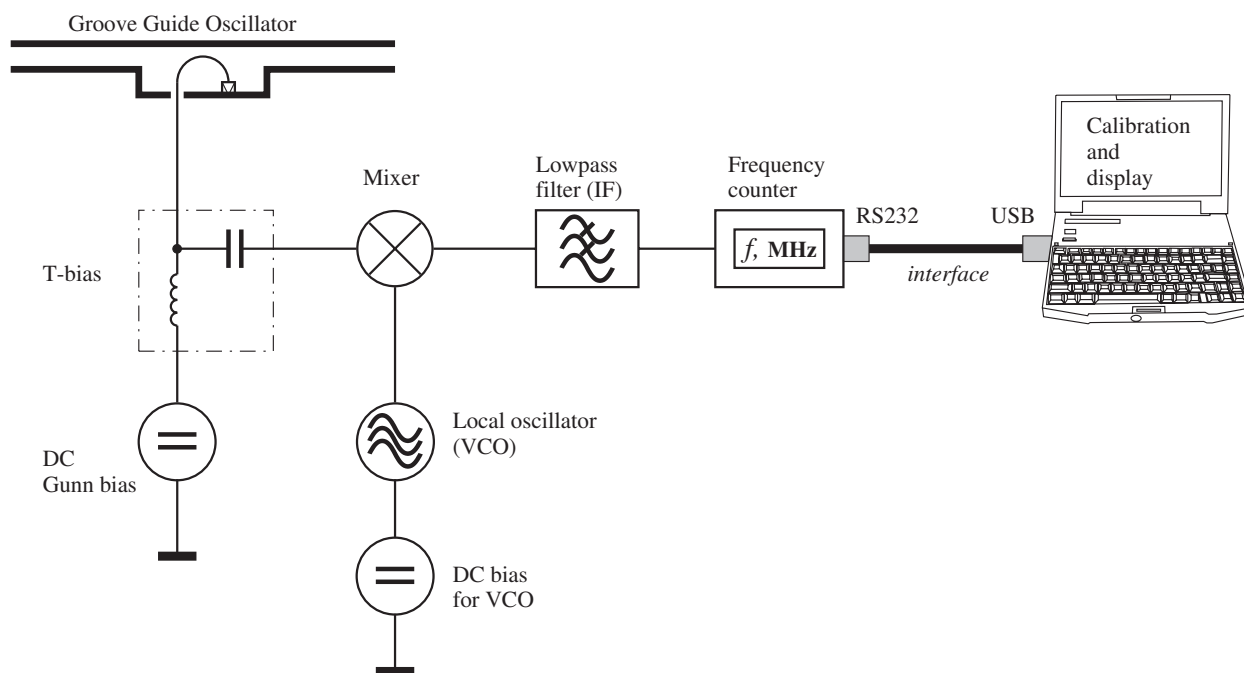 Groove Guide Oscillator
T-bias
DC
Gunn bias
Mixer
Local oscillator
(VCO)
DC bias
for VCO
Lowpass
filter (IF)
Frequency
counter
f, MHz
RS232
interface
USB
Calibration
and
display